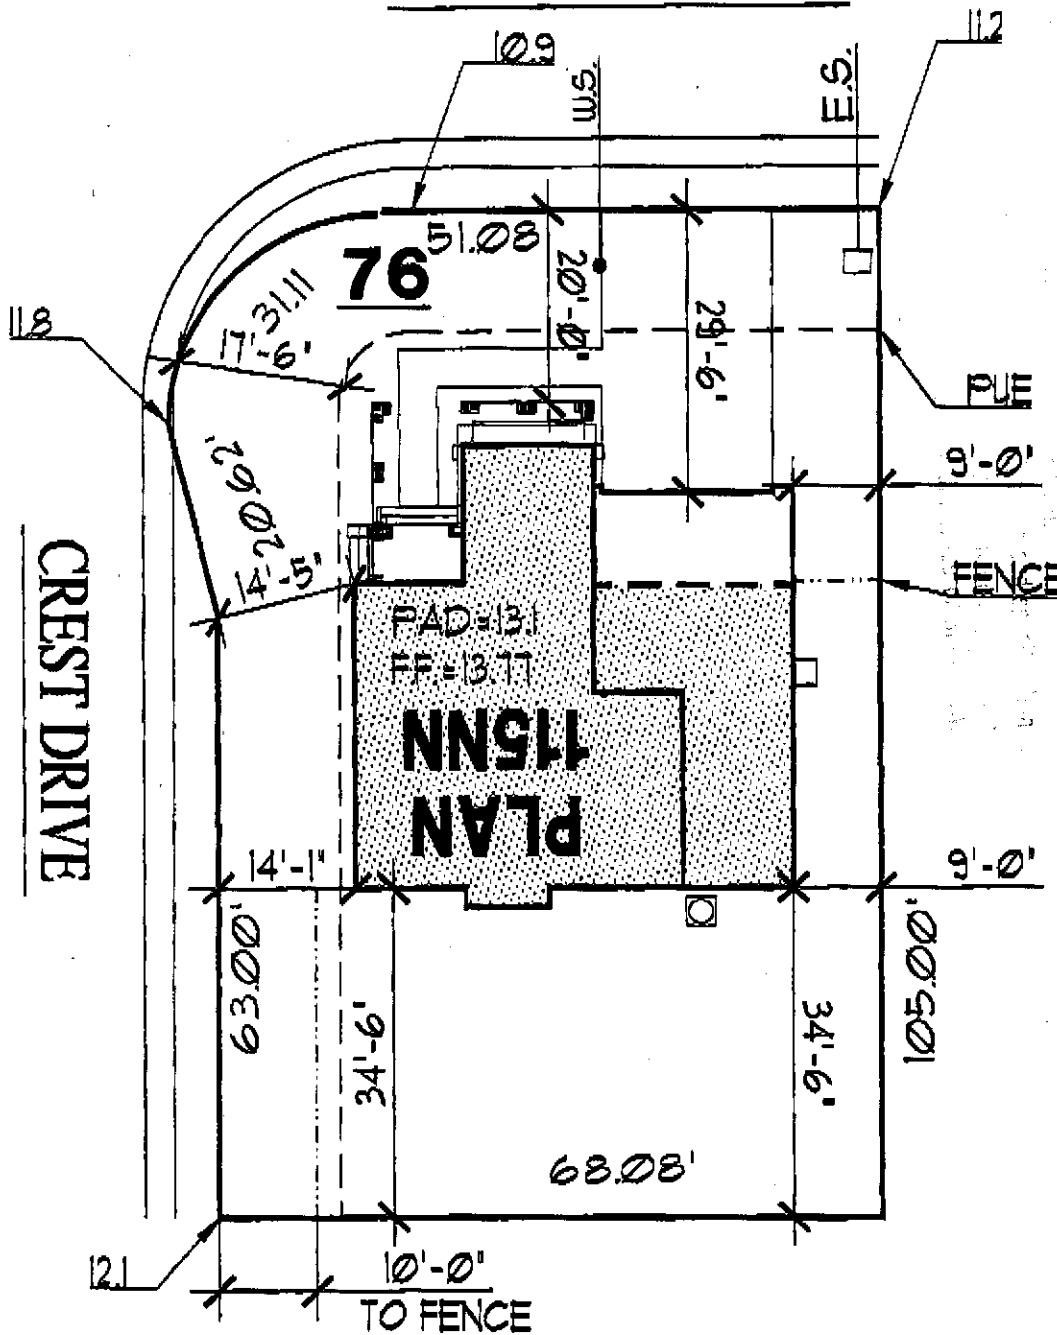 11.2
10.9
W.S.
E.S.
51.08
76
31.11
17'-6"
20'-0"
29'-6"
11.8
PUE
9'-0"
20.62'
14'-5"
FENCE
PAD=13.1
FF=13.77
115NN
PLAN
CREST DRIVE
14'-1"
9'-0"
63.00'
105.00'
34'-6"
34'-6"
68.08'
12.1
10'-0"
TO FENCE